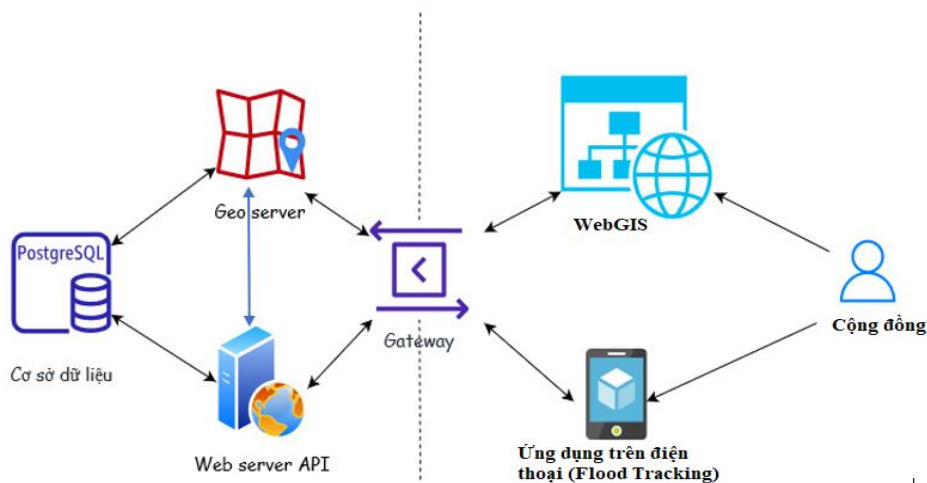 Geo server
WebGIS
PostgreSQL
Cộng đồng
Gateway
Cơ sở dữ liệu
Web server API
Ứng dụng trên điện
thoại (Flood Tracking)